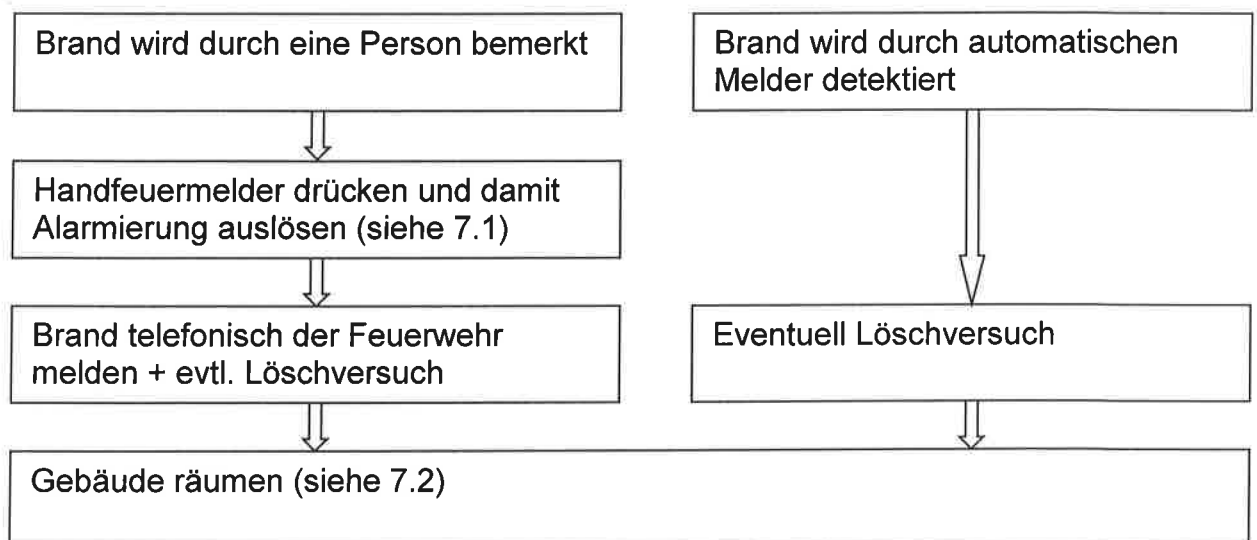 Brand wird durch eine Person bemerkt
Brand wird durch automatischen
Melder detektiert
Handfeuermelder drücken und damit
Alarmierung auslösen (siehe 7.1)
Brand telefonisch der Feuerwehr
melden + evtl. Löschversuch
Eventuell Löschversuch
Gebäude räumen (siehe 7.2)